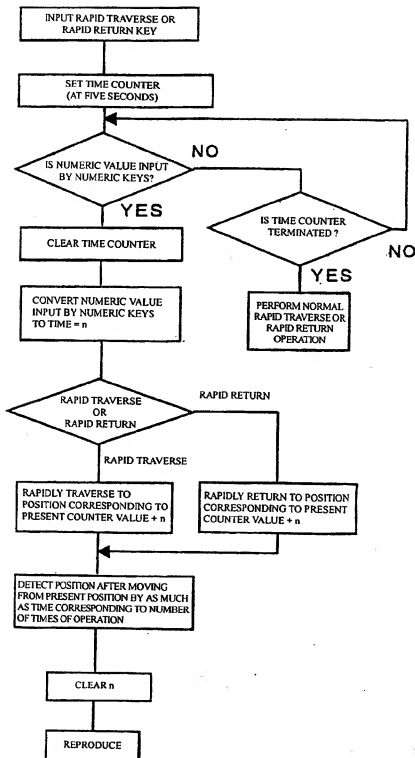 INPUT RAPID TRAVERSE OR
RAPID RETURN KEY
SET TIME COUNTER
(AT FIVE SECONDS)
IS NUMERIC VALUE INPUT
BY NUMERIC KEYS?
NO
YES
IS TIME COUNTER
TERMINATED ?
NO
YES
CLEAR TIME COUNTER
CONVERT NUMERIC VALUE
INPUT BY NUMERIC KEYS
TO TIME = n
PERFORM NORMAL
RAPID TRAVERSE OR
RAPID RETURN
OPERATION
RAPID TRAVERSE
OR
RAPID RETURN
RAPID RETURN
RAPID TRAVERSE
RAPIDLY TRAVERSE TO
POSITION CORRESPONDING TO
PRESENT COUNTER VALUE + n
RAPIDLY RETURN TO POSITION
CORRESPONDING TO PRESENT
COUNTER VALUE + n
DETECT POSITION AFTER MOVING
FROM PRESENT POSITION BY AS MUCH
AS TIME CORRESPONDING TO NUMBER
OF TIMES OF OPERATION
CLEAR n
REPRODUCE